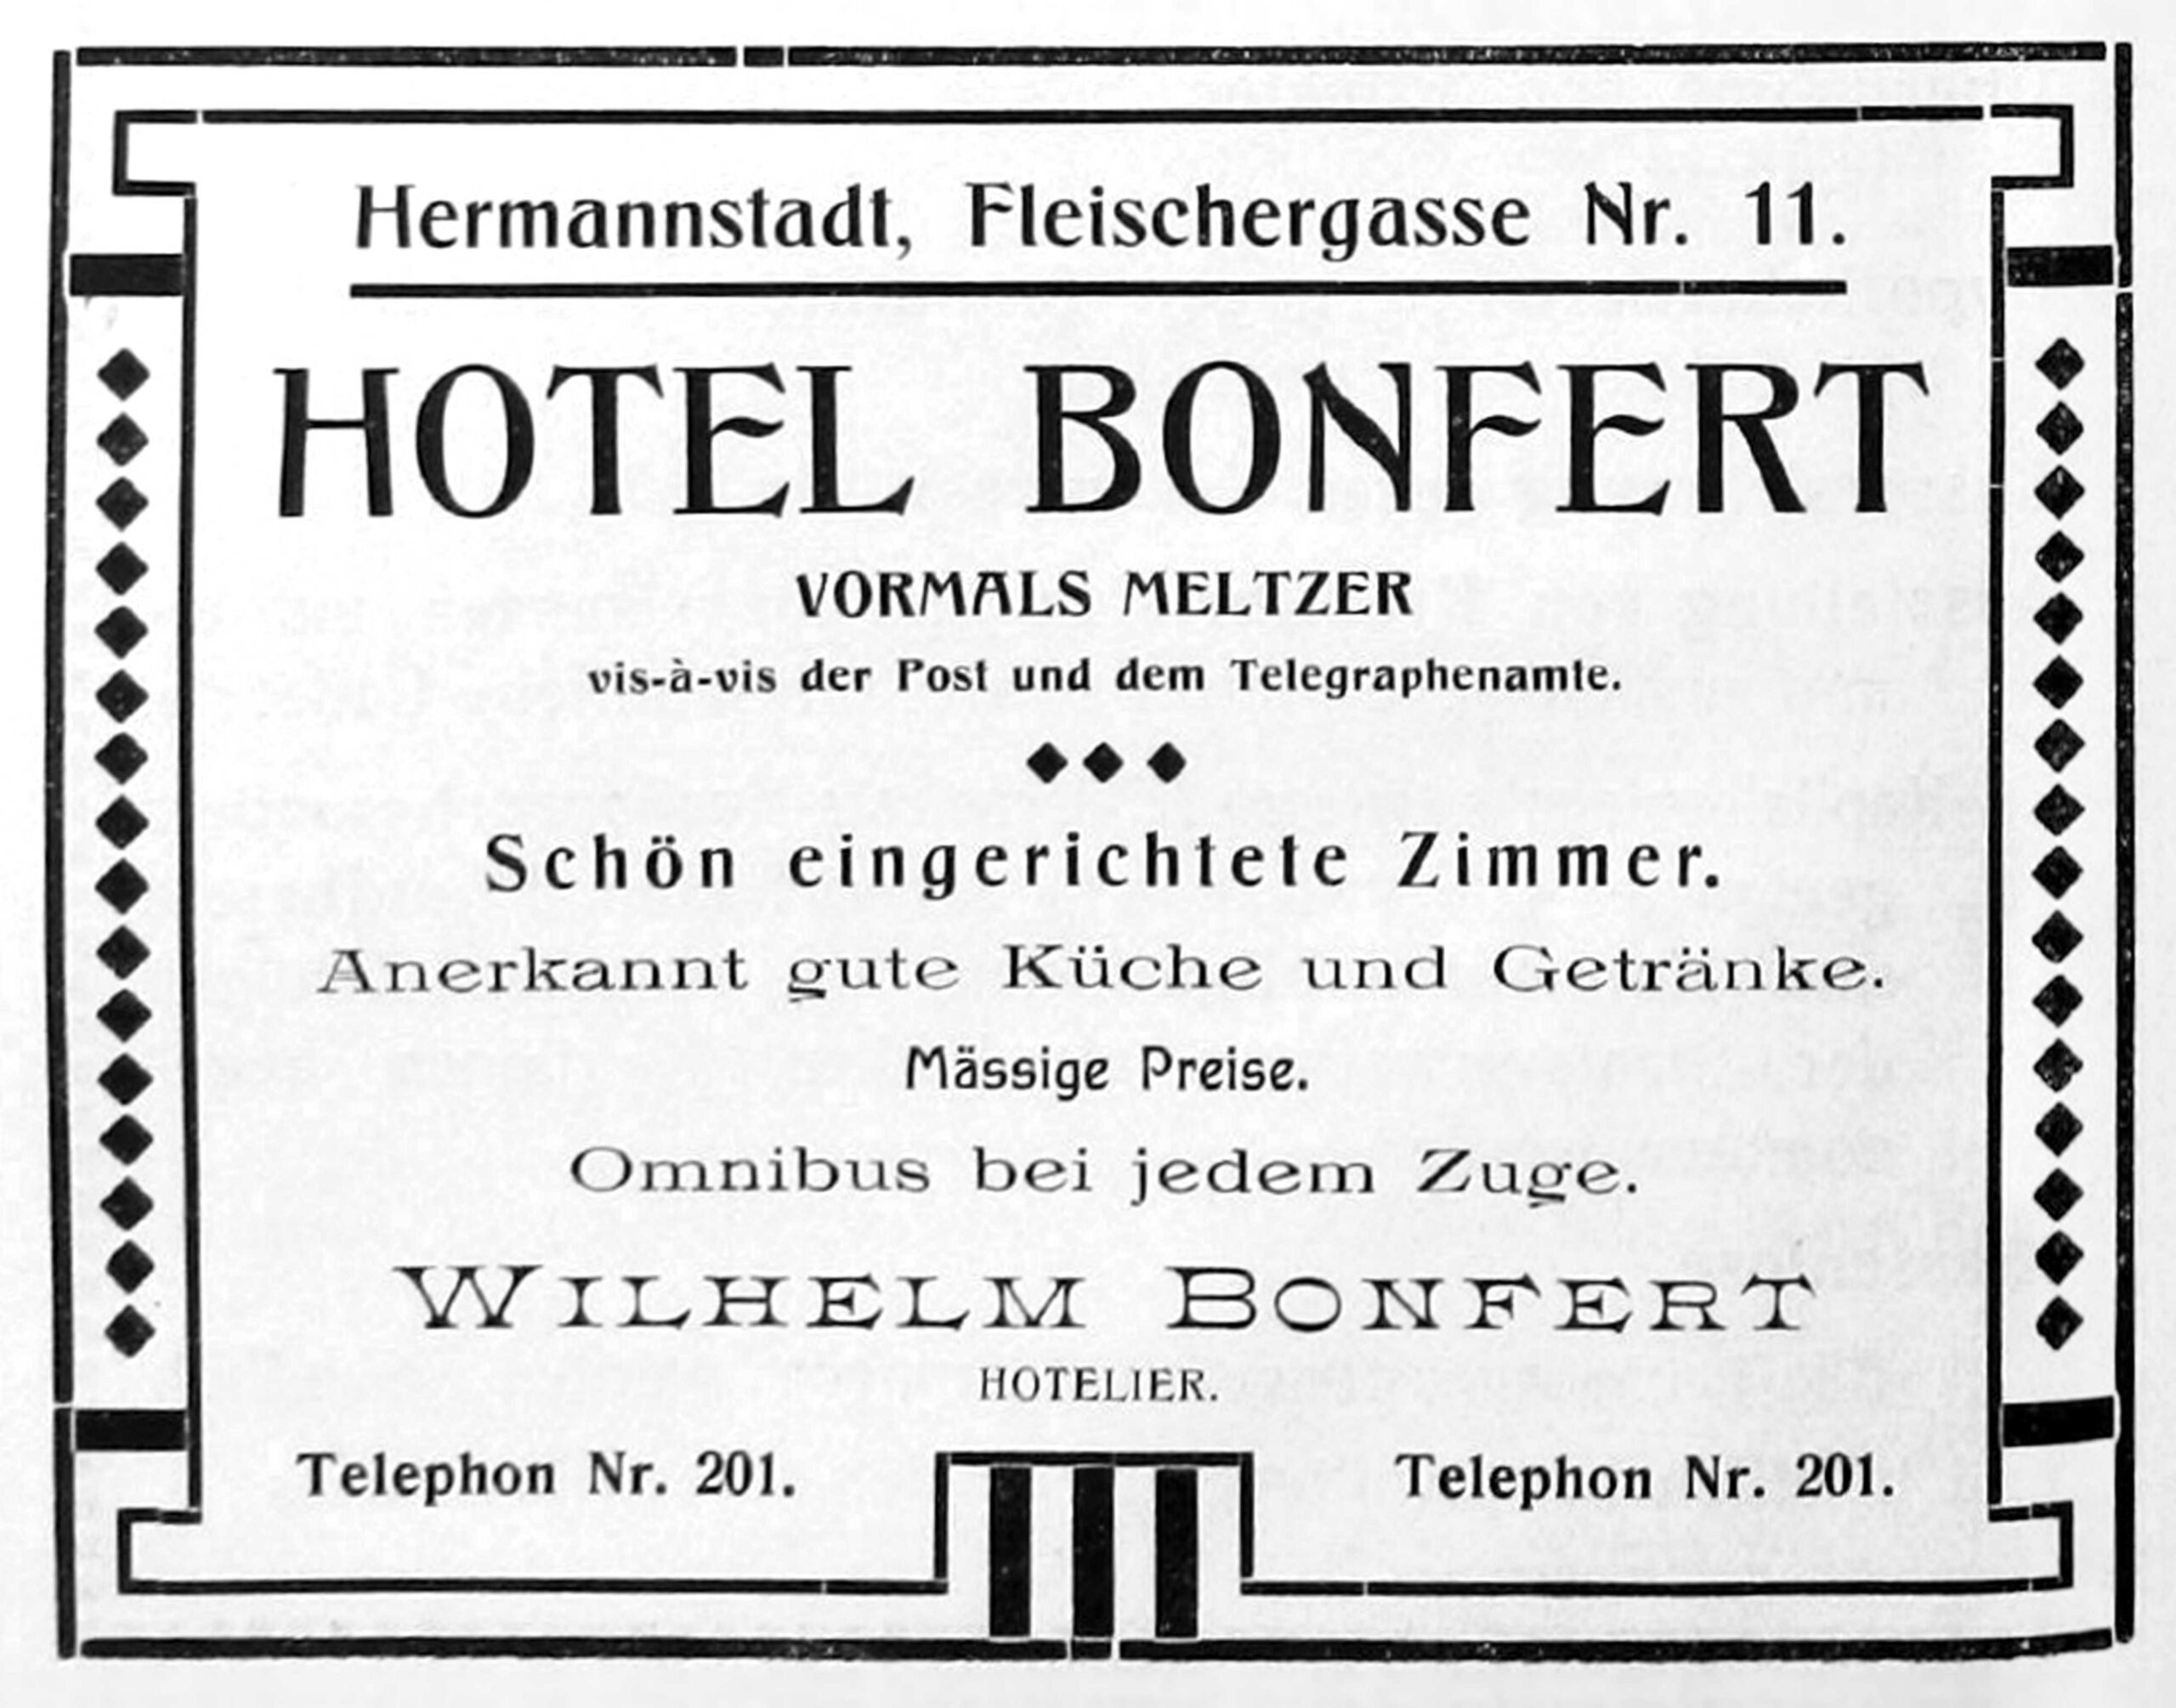 Hermannstadt, Fleischergasse Nr. 11.
HOTEL BONFERT
VORMALS MELTZER
vis-à-vis der Post und dem Telegraphenamte.
Schön eingerichtete Zimmer.
Anerkannt gute Küche und Getränke.
Mässige Preise.
Omnibus bei jedem Zuge.
WILHELM BONFERT
HOTELIER.
Telephon Nr. 201. Telephon Nr. 201.